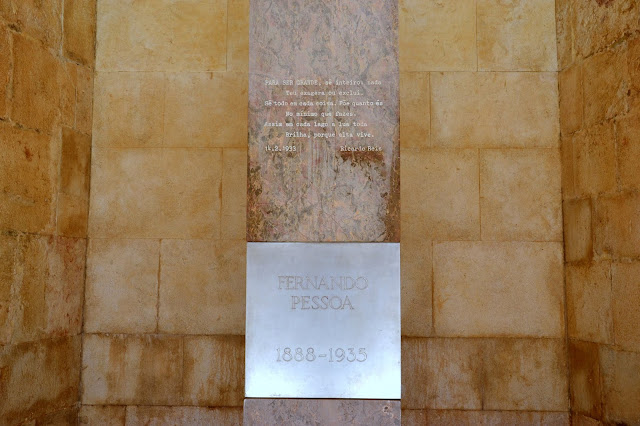 PARA SER GRANDE, sê inteiro: nada
Teu exagera ou exclui.
Sê todo em cada coisa. Põe quanto és
No mínimo que fazes.
Assim em cada lago a lua toda
Brilha, porque alta vive.
14.2.1933 Ricardo Reis
FERNANDO
PESSOA
1888-1935